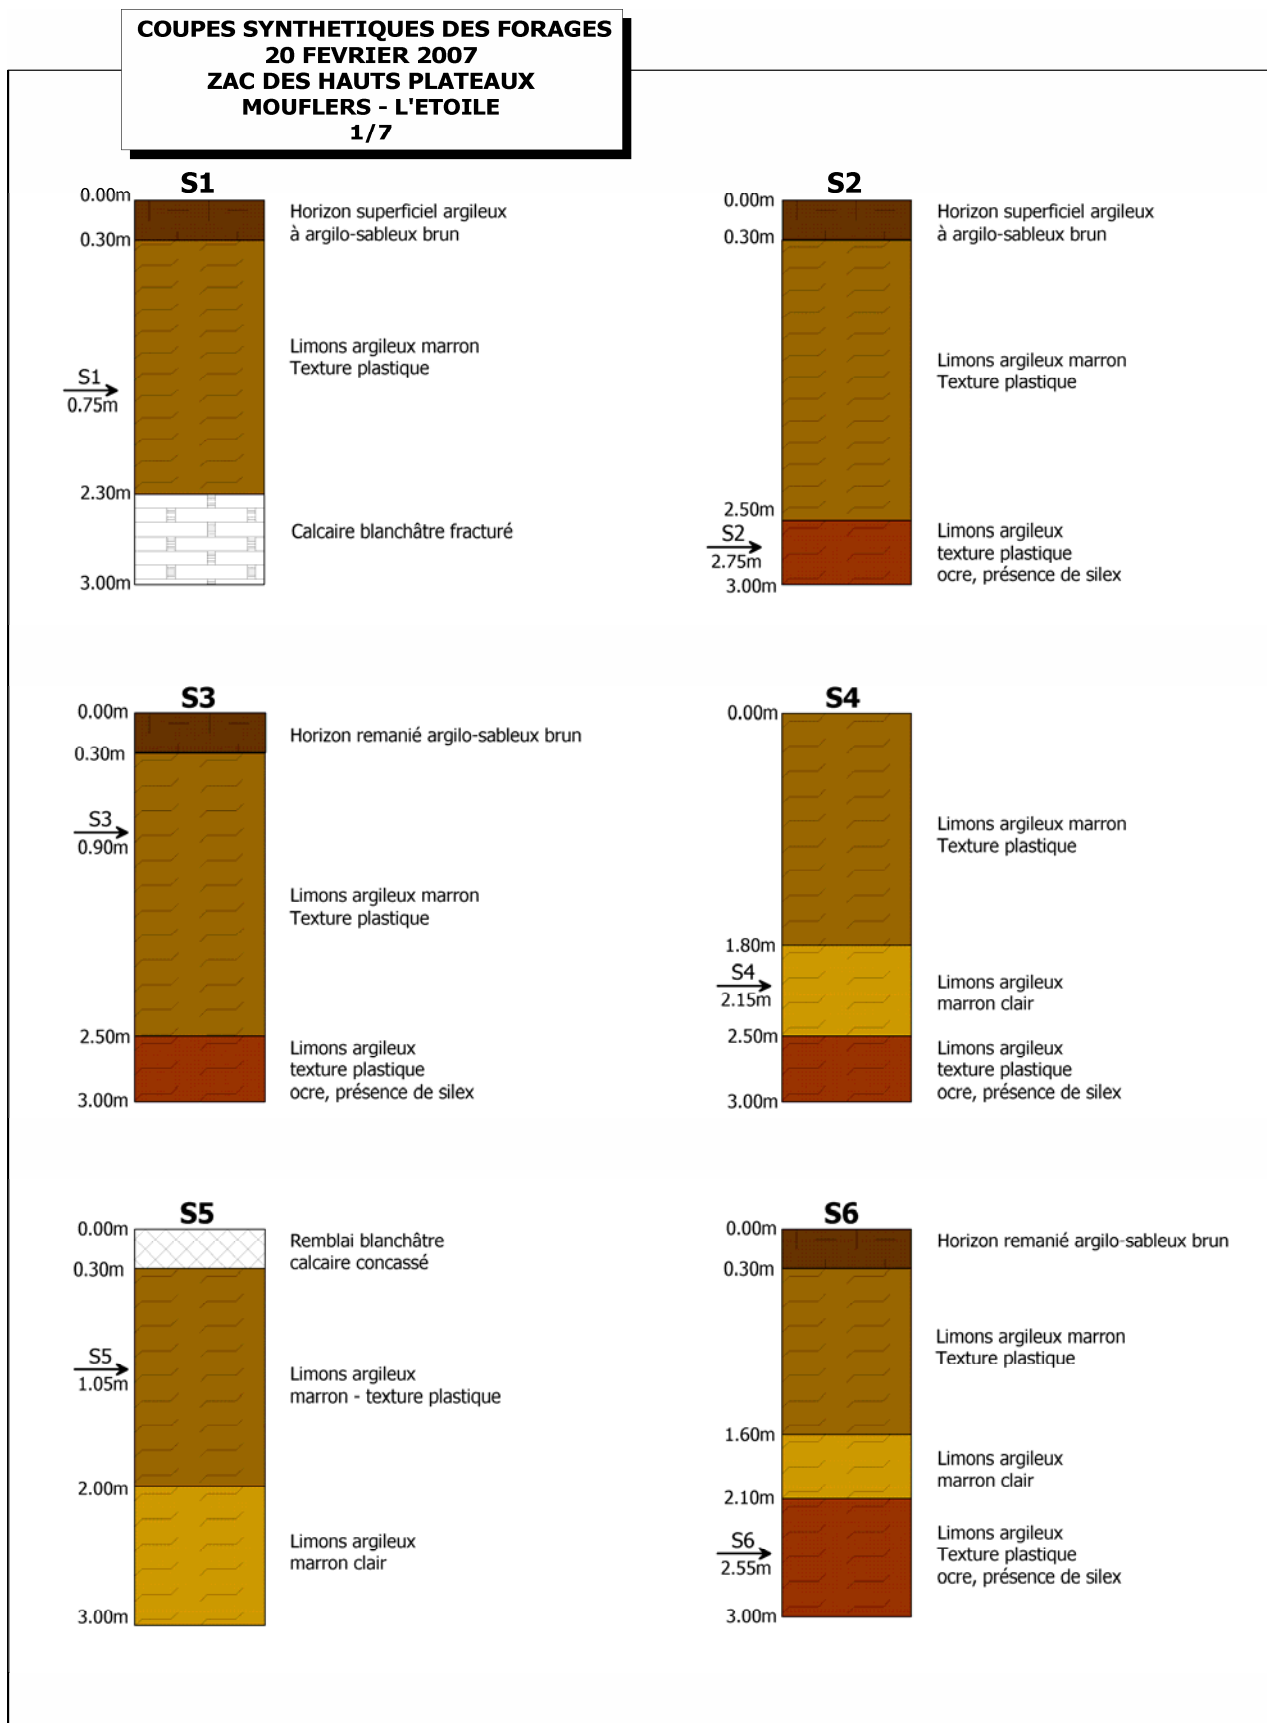 COUPES SYNTHETIQUES DES FORAGES
20 FEVRIER 2007
ZAC DES HAUTS PLATEAUX
MOUFLERS - L'ETOILE
1/7
S1
0.00m
Horizon superficiel argileux
à argilo-sableux brun
0.30m
Limons argileux marron
Texture plastique
S1
0.75m
2.30m
Calcaire blanchâtre fracturé
3.00m
S2
0.00m
Horizon superficiel argileux
à argilo-sableux brun
0.30m
Limons argileux marron
Texture plastique
2.50m
S2
2.75m
Limons argileux
texture plastique
ocre, présence de silex
3.00m
S3
0.00m
Horizon remanié argilo-sableux brun
0.30m
S3
0.90m
Limons argileux marron
Texture plastique
2.50m
Limons argileux
texture plastique
ocre, présence de silex
3.00m
S4
0.00m
Limons argileux marron
Texture plastique
1.80m
S4
2.15m
Limons argileux
marron clair
2.50m
Limons argileux
texture plastique
ocre, présence de silex
3.00m
S5
0.00m
Remblai blanchâtre
calcaire concassé
0.30m
S5
1.05m
Limons argileux
marron - texture plastique
2.00m
Limons argileux
marron clair
3.00m
S6
0.00m
Horizon remanié argilo-sableux brun
0.30m
Limons argileux marron
Texture plastique
1.60m
Limons argileux
marron clair
2.10m
S6
2.55m
Limons argileux
Texture plastique
ocre, présence de silex
3.00m